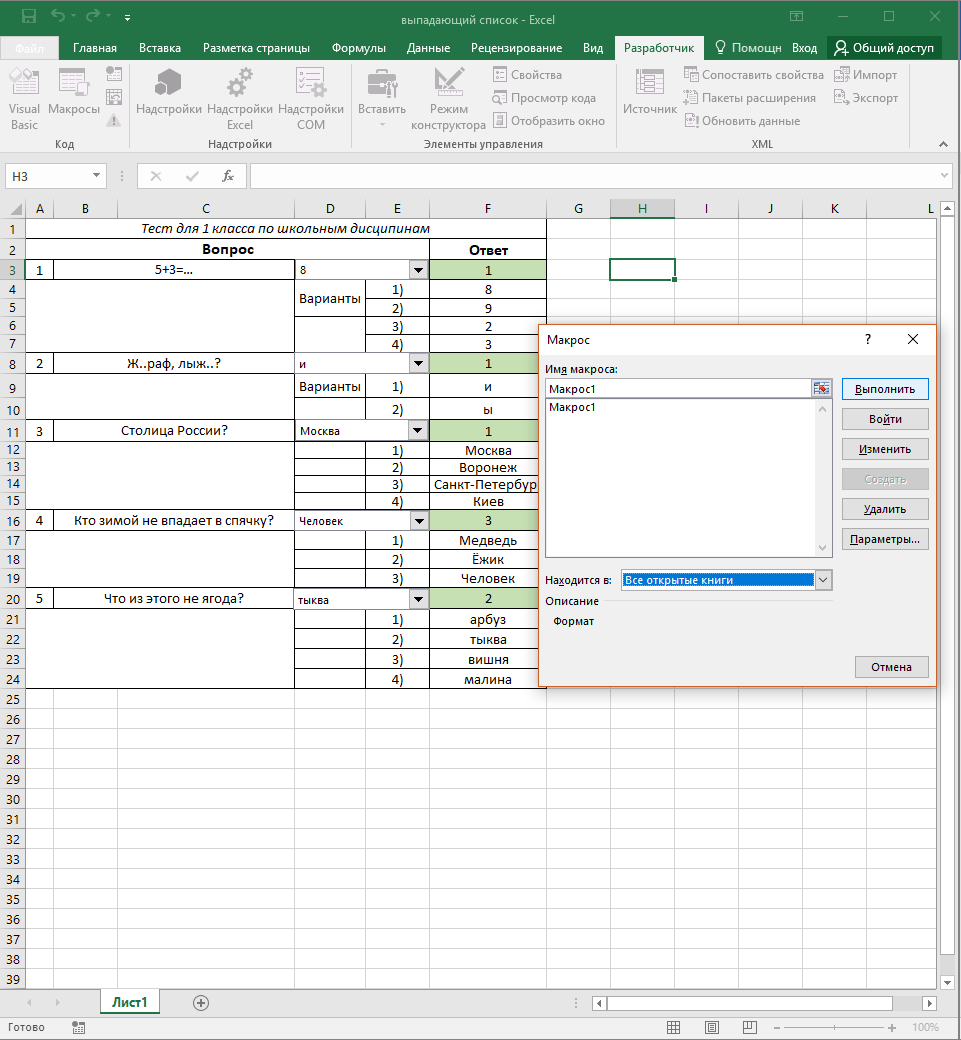 выпадающий список - Excel
Файл Главная Вставка Разметка страницы Формулы Данные Рецензирование Вид Разработчик Помощн Вход Общий доступ
Visual Basic Макросы Надстройки Надстройки Excel Надстройки COM Вставить Режим конструктора Свойства Просмотр кода Отобразить окно Источник Сопоставить свойства Пакеты расширения Обновить данные Импорт Экспорт
Код Надстройки Элементы управления XML
H3 fx
A B C D E F G H I J K L
1 Тест для 1 класса по школьным дисципинам
2 Вопрос Ответ
3 1 5+3=... 8 1
4 Варианты 1) 8
5 2) 9
6 3) 2
7 4) 3
8 2 Ж..раф, лыж..? и 1
9 Варианты 1) и
10 2) ы
11 3 Столица России? Москва 1
12 1) Москва
13 2) Воронеж
14 3) Санкт-Петербур
15 4) Киев
16 4 Кто зимой не впадает в спячку? Человек 3
17 1) Медведь
18 2) Ёжик
19 3) Человек
20 5 Что из этого не ягода? тыква 2
21 1) арбуз
22 2) тыква
23 3) вишня
24 4) малина
25
26
27
28
29
30
31
32
33
34
35
36
37
38
39
Макрос ?
Имя макроса:
Макрос1
Макрос1
Выполнить
Войти
Изменить
Создать
Удалить
Параметры...
Находится в: Все открытые книги
Описание
Формат
Отмена
Лист1
Готово 100%